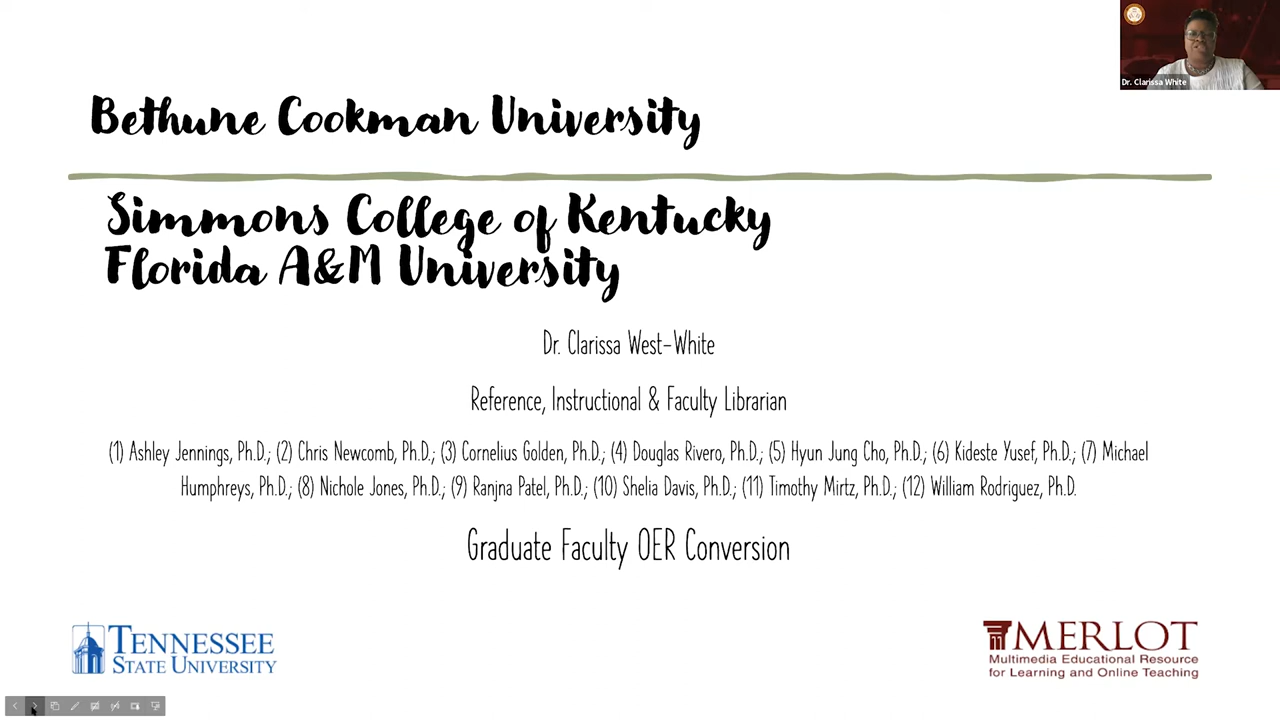 Dr. Clarissa White
Bethune Cookman University
Simmons College of Kentucky
Florida A&M University
Dr. Clarissa West-White
Reference, Instructional & Faculty Librarian
(1) Ashley Jennings, Ph.D.; (2) Chris Newcomb, Ph.D.; (3) Cornelius Golden, Ph.D.; (4) Douglas Rivero, Ph.D.; (5) Hyun Jung Cho, Ph.D.; (6) Kideste Yusef, Ph.D.; (7) Michael
Humphreys, Ph.D.; (8) Nichole Jones, Ph.D.; (9) Ranjna Patel, Ph.D.; (10) Shelia Davis, Ph.D.; (11) Timothy Mirtz, Ph.D.; (12) William Rodriguez, Ph.D.
Graduate Faculty OER Conversion
TENNESSEE
STATE UNIVERSITY
MERLOT
Multimedia Educational Resource
for Learning and Online Teaching